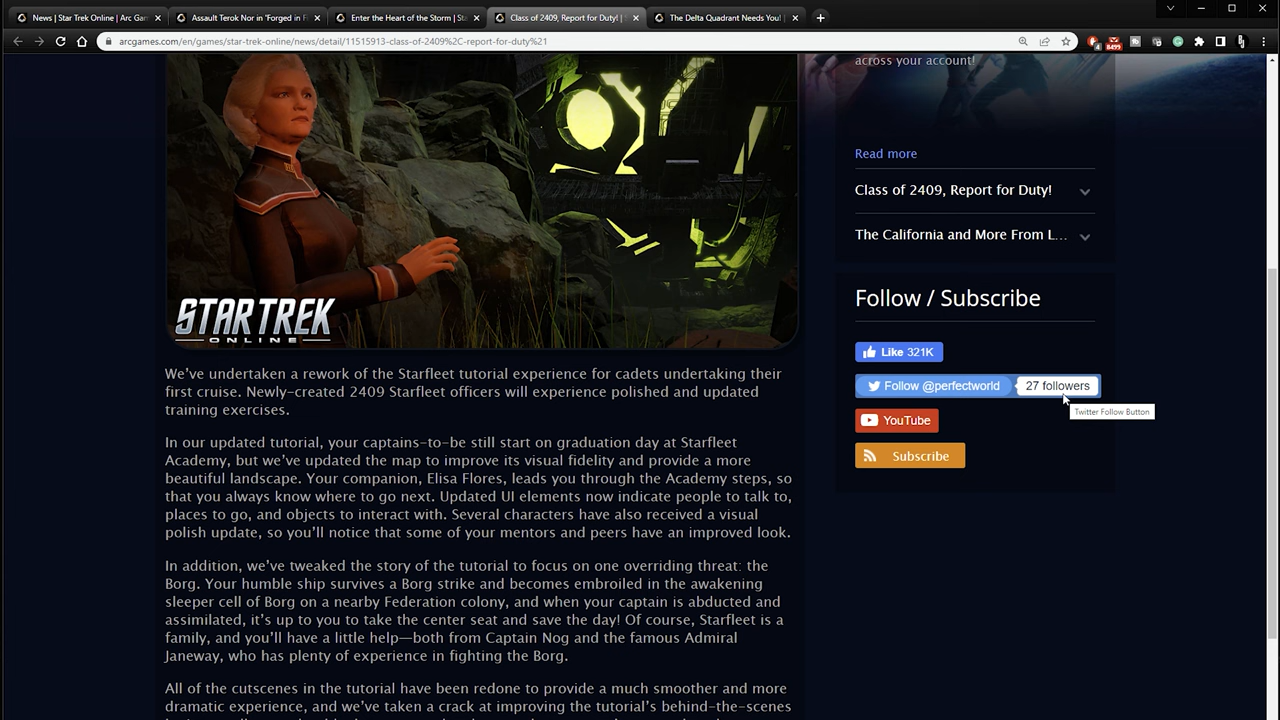 News | Star Trek Online | Arc Gam
Assault Terok Nor in 'Forged in F
Enter the Heart of the Storm | St
Class of 2409, Report for Duty! |
The Delta Quadrant Needs You! |
arcgames.com/en/games/star-trek-online/news/detail/11515913-class-of-2409%2C-report-for-duty%21
8499
across your account!
Read more
Class of 2409, Report for Duty!
The California and More From L...
STAR TREK
ONLINE
Follow / Subscribe
Like 321K
Follow @perfectworld 27 followers
Twitter Follow Button
YouTube
Subscribe
We've undertaken a rework of the Starfleet tutorial experience for cadets undertaking their
first cruise. Newly-created 2409 Starfleet officers will experience polished and updated
training exercises.
In our updated tutorial, your captains-to-be still start on graduation day at Starfleet
Academy, but we've updated the map to improve its visual fidelity and provide a more
beautiful landscape. Your companion, Elisa Flores, leads you through the Academy steps, so
that you always know where to go next. Updated UI elements now indicate people to talk to,
places to go, and objects to interact with. Several characters have also received a visual
polish update, so you'll notice that some of your mentors and peers have an improved look.
In addition, we've tweaked the story of the tutorial to focus on one overriding threat: the
Borg. Your humble ship survives a Borg strike and becomes embroiled in the awakening
sleeper cell of Borg on a nearby Federation colony, and when your captain is abducted and
assimilated, it's up to you to take the center seat and save the day! Of course, Starfleet is a
family, and you'll have a little help—both from Captain Nog and the famous Admiral
Janeway, who has plenty of experience in fighting the Borg.
All of the cutscenes in the tutorial have been redone to provide a much smoother and more
dramatic experience, and we've taken a crack at improving the tutorial's behind-the-scenes